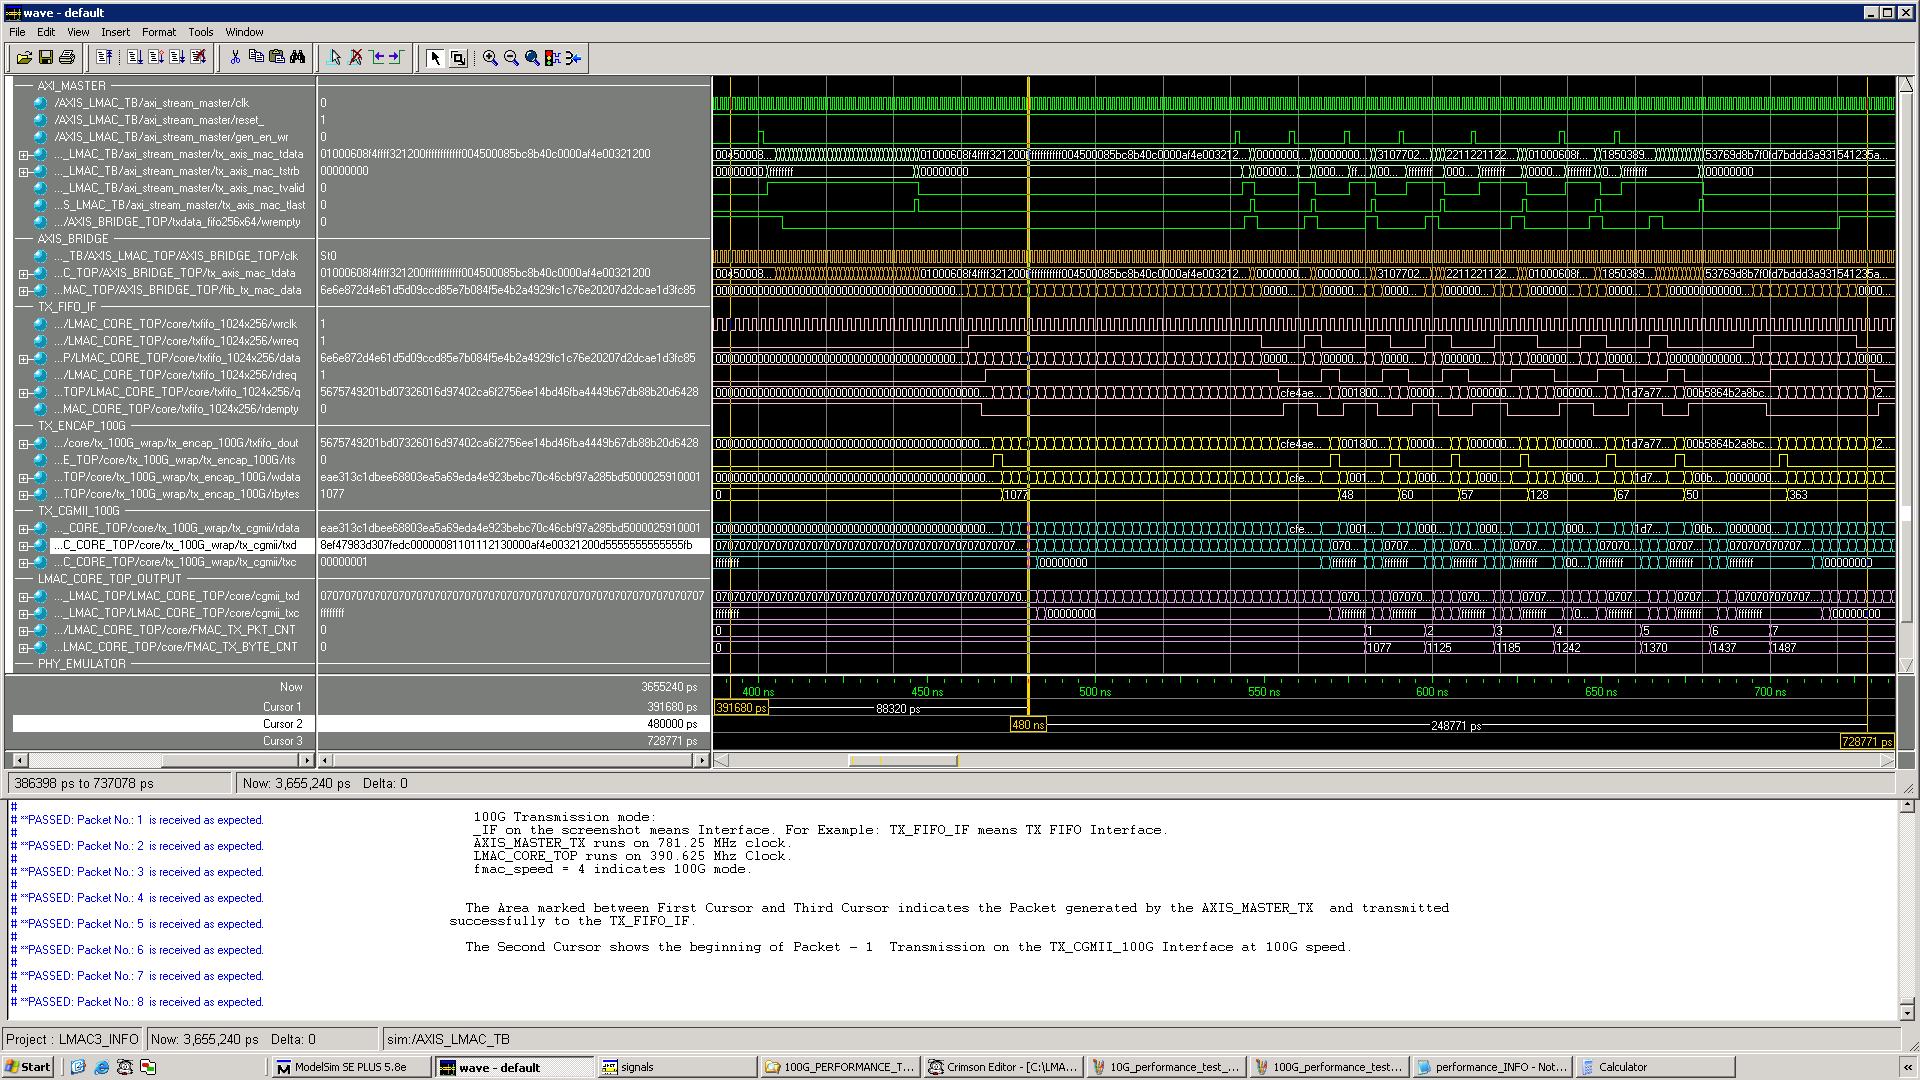 wave - default
File Edit View Insert Format Tools Window
AXI_MASTER
/AXIS_LMAC_TB/axi_stream_master/clk 0
/AXIS_LMAC_TB/axi_stream_master/reset_ 1
/AXIS_LMAC_TB/axi_stream_master/gen_en_wr 0
..._LMAC_TB/axi_stream_master/tx_axis_mac_tdata 01000608f4ffff321200ffffffffffff004500085bc8b40c0000af4e00321200
..._LMAC_TB/axi_stream_master/tx_axis_mac_tstrb 00000000
..._LMAC_TB/axi_stream_master/tx_axis_mac_tvalid 0
...S_LMAC_TB/axi_stream_master/tx_axis_mac_tlast 0
.../AXIS_BRIDGE_TOP/txdata_fifo256x64/wrempty 0
AXIS_BRIDGE
..._TB/AXIS_LMAC_TOP/AXIS_BRIDGE_TOP/clk St0
...C_TOP/AXIS_BRIDGE_TOP/tx_axis_mac_tdata 01000608f4ffff321200ffffffffffff004500085bc8b40c0000af4e00321200
...MAC_TOP/AXIS_BRIDGE_TOP/fib_tx_mac_data 6e6e872d4e61d5d09ccd85e7b084f5e4b2a4929fc1c76e20207d2dcae1d3fc85
TX_FIFO_IF
.../LMAC_CORE_TOP/core/txfifo_1024x256/wrclk 1
.../LMAC_CORE_TOP/core/txfifo_1024x256/wrreq 1
...P/LMAC_CORE_TOP/core/txfifo_1024x256/data 6e6e872d4e61d5d09ccd85e7b084f5e4b2a4929fc1c76e20207d2dcae1d3fc85
.../LMAC_CORE_TOP/core/txfifo_1024x256/rdreq 1
...TOP/LMAC_CORE_TOP/core/txfifo_1024x256/q 5675749201bd07326016d97402ca6f2756ee14bd46fba4449b67db88b20d6428
...MAC_CORE_TOP/core/txfifo_1024x256/rdempty 0
TX_ENCAP_100G
.../core/tx_100G_wrap/tx_encap_100G/txfifo_dout 5675749201bd07326016d97402ca6f2756ee14bd46fba4449b67db88b20d6428
...E_TOP/core/tx_100G_wrap/tx_encap_100G/rts 0
...TOP/core/tx_100G_wrap/tx_encap_100G/wdata eae313c1dbee68803ea5a69eda4e923bebc70c46cbf97a285bd5000025910001
...TOP/core/tx_100G_wrap/tx_encap_100G/rbytes 1077
0 1077 48 60 57 128 67 50 363
TX_CGMII_100G
..._CORE_TOP/core/tx_100G_wrap/tx_cgmii/rdata eae313c1dbee68803ea5a69eda4e923bebc70c46cbf97a285bd5000025910001
...C_CORE_TOP/core/tx_100G_wrap/tx_cgmii/txd 8ef47983d307fedc00000081101112130000af4e00321200d5555555555555fb
...C_CORE_TOP/core/tx_100G_wrap/tx_cgmii/txc 00000001
LMAC_CORE_TOP_OUTPUT
..._LMAC_TOP/LMAC_CORE_TOP/core/cgmii_txd 0707070707070707070707070707070707070707070707070707070707070707
..._LMAC_TOP/LMAC_CORE_TOP/core/cgmii_txc ffffffff
.../LMAC_CORE_TOP/core/FMAC_TX_PKT_CNT 0
0 1 2 3 4 5 6 7
...LMAC_CORE_TOP/core/FMAC_TX_BYTE_CNT 0
0 1077 1125 1185 1242 1370 1437 1487
PHY_EMULATOR
Now 3655240 ps
400 ns 450 ns 500 ns 550 ns 600 ns 650 ns 700 ns
Cursor 1 391680 ps
391680 ps 88320 ps
Cursor 2 480000 ps
480 ns 248771 ps
Cursor 3 728771 ps
728771 ps
386398 ps to 737078 ps Now: 3,655,240 ps Delta: 0
#
# **PASSED: Packet No.: 1 is received as expected.
#
# **PASSED: Packet No.: 2 is received as expected.
#
# **PASSED: Packet No.: 3 is received as expected.
#
# **PASSED: Packet No.: 4 is received as expected.
#
# **PASSED: Packet No.: 5 is received as expected.
#
# **PASSED: Packet No.: 6 is received as expected.
#
# **PASSED: Packet No.: 7 is received as expected.
#
# **PASSED: Packet No.: 8 is received as expected.
100G Transmission mode:
_IF on the screenshot means Interface. For Example: TX_FIFO_IF means TX FIFO Interface.
AXIS_MASTER_TX runs on 781.25 MHz clock.
LMAC_CORE_TOP runs on 390.625 Mhz Clock.
fmac_speed = 4 indicates 100G mode.
The Area marked between First Cursor and Third Cursor indicates the Packet generated by the AXIS_MASTER_TX and transmitted
successfully to the TX_FIFO_IF.
The Second Cursor shows the beginning of Packet - 1 Transmission on the TX_CGMII_100G Interface at 100G speed.
Project : LMAC3_INFO Now: 3,655,240 ps Delta: 0 sim:/AXIS_LMAC_TB
Start ModelSim SE PLUS 5.8e wave - default signals 100G_PERFORMANCE_T... Crimson Editor - [C:\LMA... 10G_performance_test_... 100G_performance_test... performance_INFO - Not... Calculator